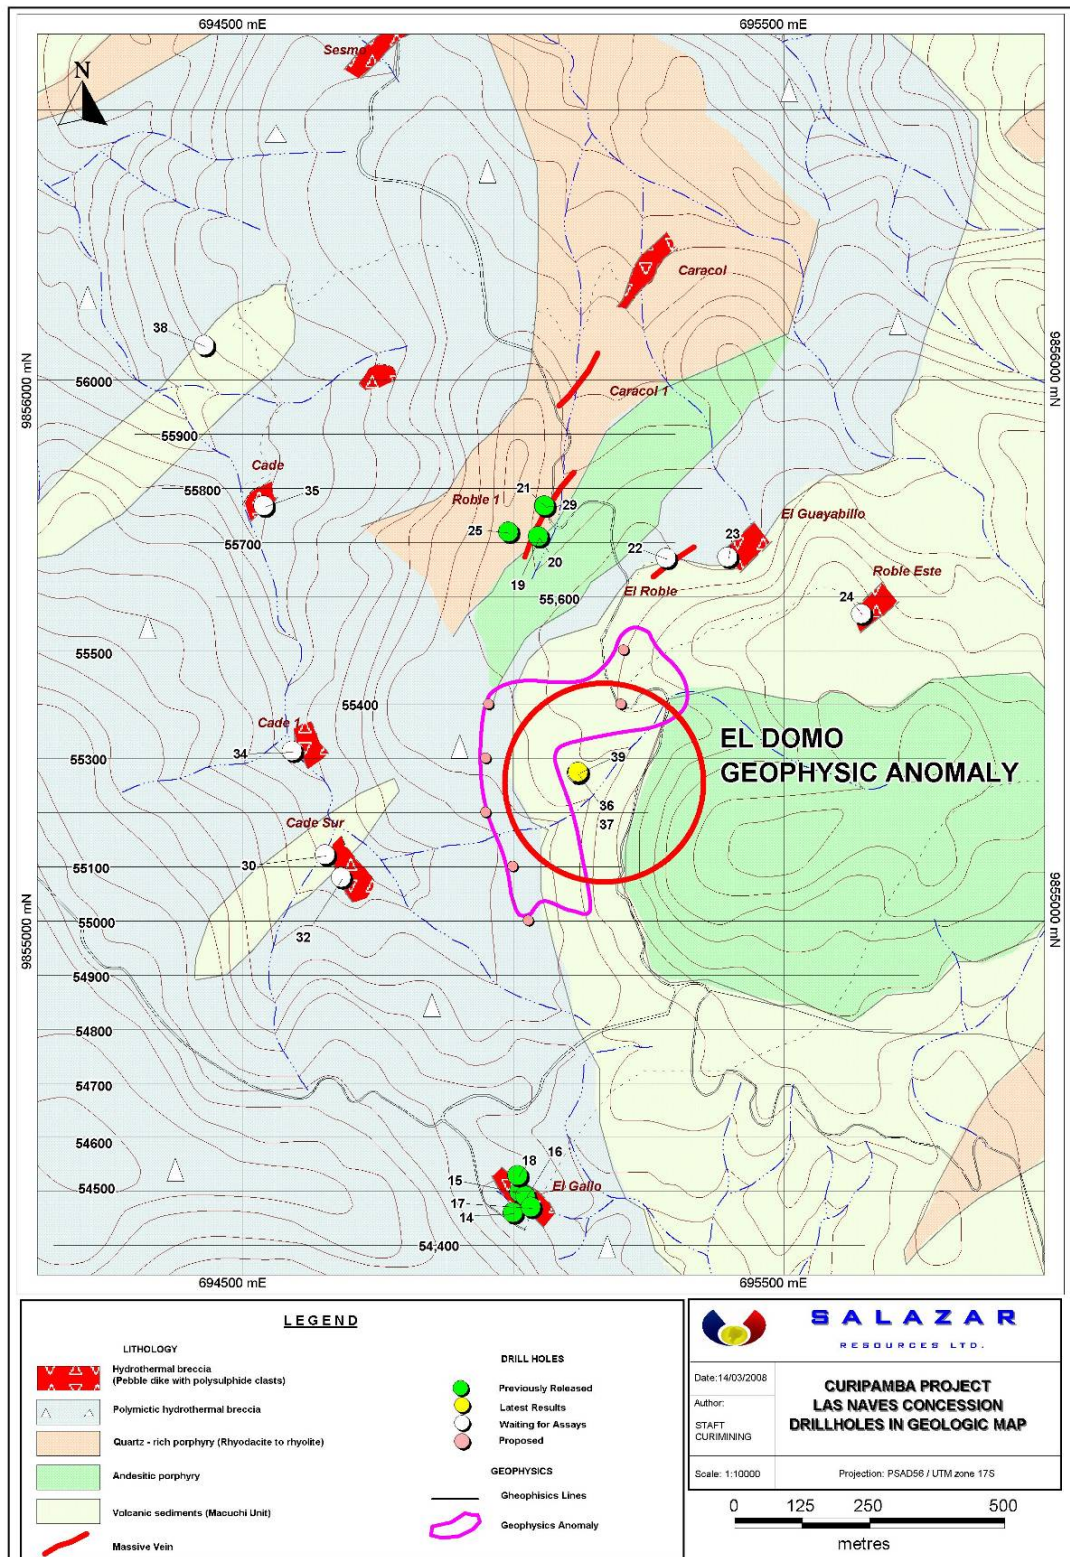 694500 mE
695500 mE
Sesmo
N
Caracol
38
9856000 mN
56000
9856000 mN
Caracol 1
55900
Cade
55800
35
21
Roble 1
29
El Guayabillo
25
23
55700
22
20
Roble Este
19
El Roble
24
55,600
55500
55400
Cade 1
EL DOMO
34
55300
39
GEOPHYSIC ANOMALY
36
Cade Sur
37
30
55100
9855000 mN
55000
9855000 mN
32
54900
54800
54700
54600
18
16
15
El Gallo
54500
17-
14
54,400
694500 mE
695500 mE
LEGEND
LITHOLOGY
Hydrothermal breccia
(Pebble dike with polysulphide clasts)
Polymictic hydrothermal breccia
Quartz - rich porphyry (Rhyodacite to rhyolite)
Andesitic porphyry
Volcanic sediments (Macuchi Unit)
Massive Vein
DRILL HOLES
Previously Released
Latest Results
Waiting for Assays
Proposed
GEOPHYSICS
Gheophisics Lines
Geophysics Anomaly
SALAZAR
RESOURCES LTD.
Date:14/03/2008
Author:
STAFT
CURIMINING
CURIPAMBA PROJECT
LAS NAVES CONCESSION
DRILLHOLES IN GEOLOGIC MAP
Scale: 1:10000
Projection: PSAD56 / UTM zone 17S
0 125 250 500
metres